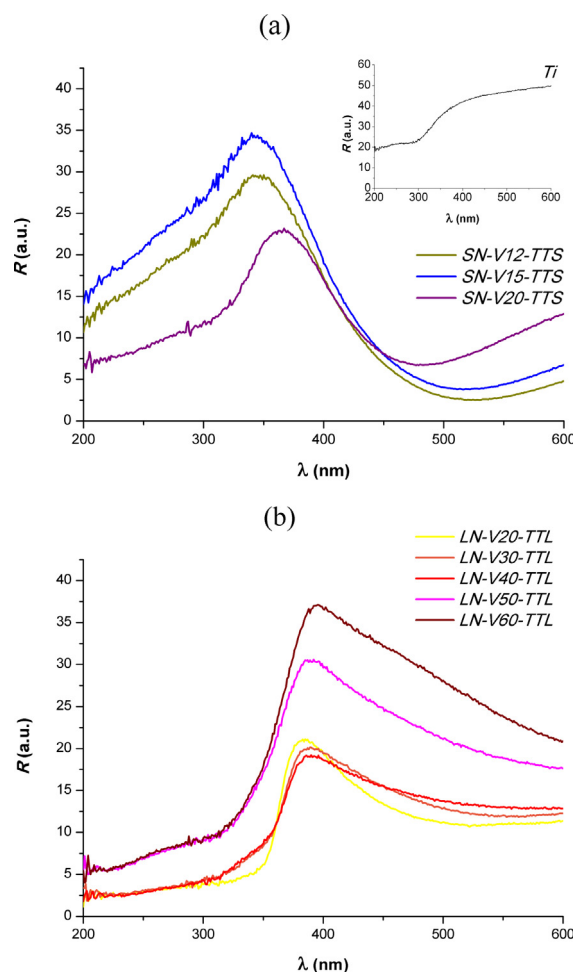 (a)
Ti
60
50
40
30
20
10
0
200 300 400 500 600
R (a.u.)
λ (nm)
40
35
30
25
20
15
10
5
0
R (a.u.)
SN-V12-TTS
SN-V15-TTS
SN-V20-TTS
200 300 400 500 600
λ (nm)
(b)
LN-V20-TTL
LN-V30-TTL
LN-V40-TTL
LN-V50-TTL
LN-V60-TTL
40
35
30
25
20
15
10
5
0
R (a.u.)
200 300 400 500 600
λ (nm)